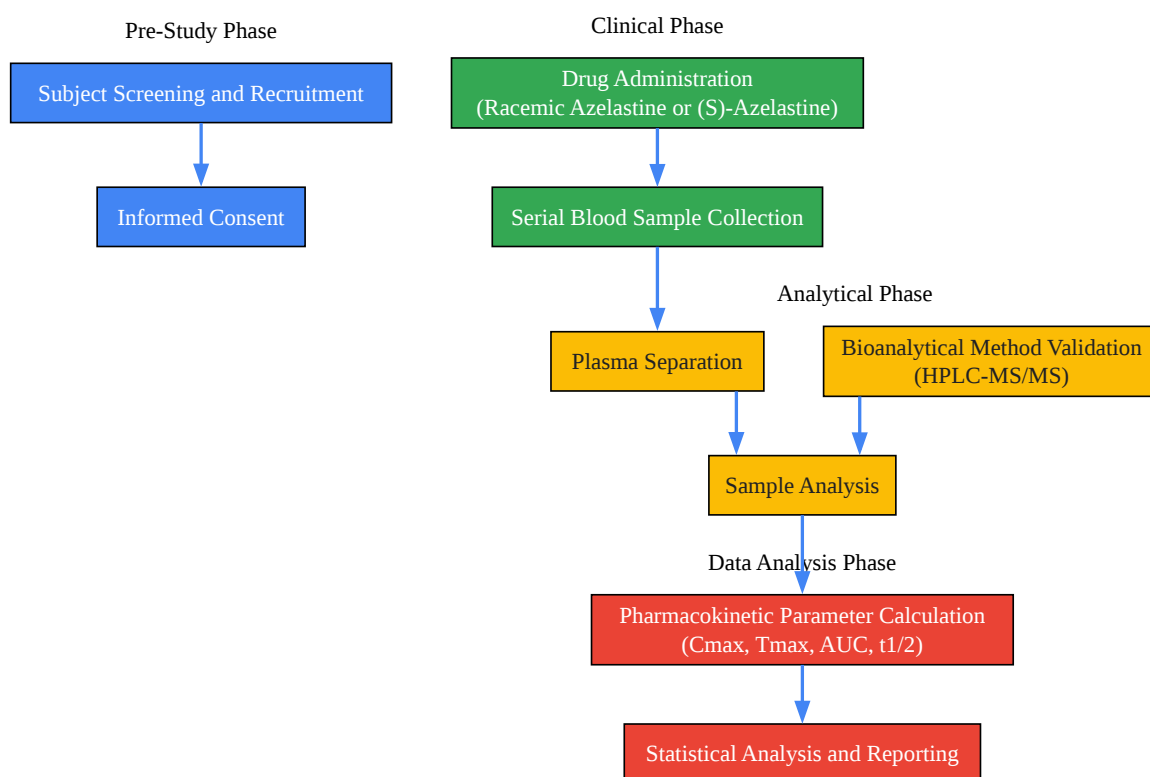 Pre-Study Phase
Subject Screening and Recruitment
Informed Consent
Clinical Phase
Drug Administration
(Racemic Azelastine or (S)-Azelastine)
Serial Blood Sample Collection
Analytical Phase
Plasma Separation
Bioanalytical Method Validation
(HPLC-MS/MS)
Sample Analysis
Data Analysis Phase
Pharmacokinetic Parameter Calculation
(Cmax, Tmax, AUC, t1/2)
Statistical Analysis and Reporting